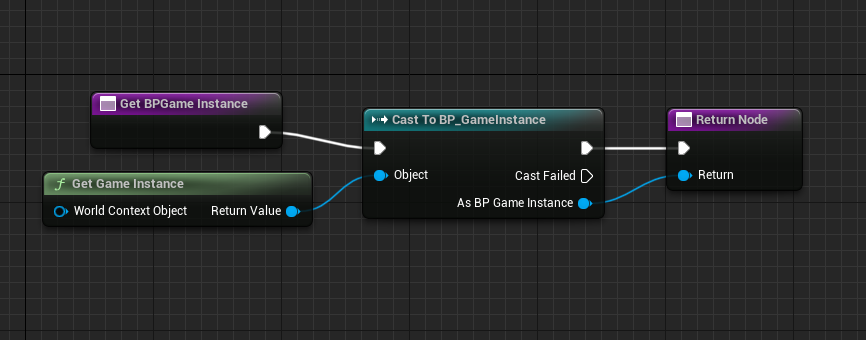 Get BPGame Instance
Cast To BP_GameInstance
Return Node
Object
Cast Failed
As BP Game Instance
Return
f Get Game Instance
World Context Object Return Value